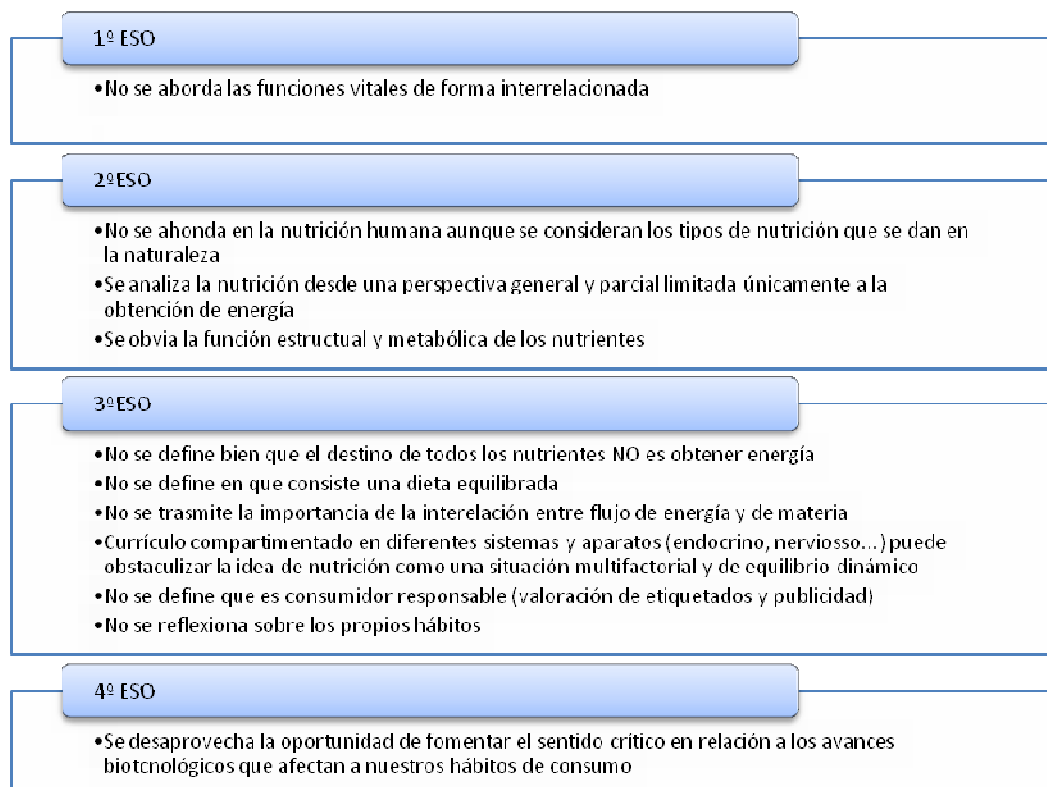 1º ESO
•No se aborda las funciones vitales de forma interrelacionada
2ºESO
•No se ahonda en la nutrición humana aunque se consideran los tipos de nutrición que se dan en
la naturaleza
•Se analiza la nutrición desde una perspectiva general y parcial limitada únicamente a la
obtención de energía
•Se obvia la función estructual y metabólica de los nutrientes
3ºESO
•No se define bien que el destino de todos los nutrientes NO es obtener energía
•No se define en que consiste una dieta equilibrada
•No se trasmite la importancia de la interelación entre flujo de energía y de materia
•Currículo compartimentado en diferentes sistemas y aparatos (endocrino, nerviosso...) puede
obstaculizar la idea de nutrición como una situación multifactorial y de equilibrio dinámico
•No se define que es consumidor responsable (valoración de etiquetados y publicidad)
•No se reflexiona sobre los propios hábitos
4º ESO
•Se desaprovecha la oportunidad de fomentar el sentido crítico en relación a los avances
biotcnológicos que afectan a nuestros hábitos de consumo